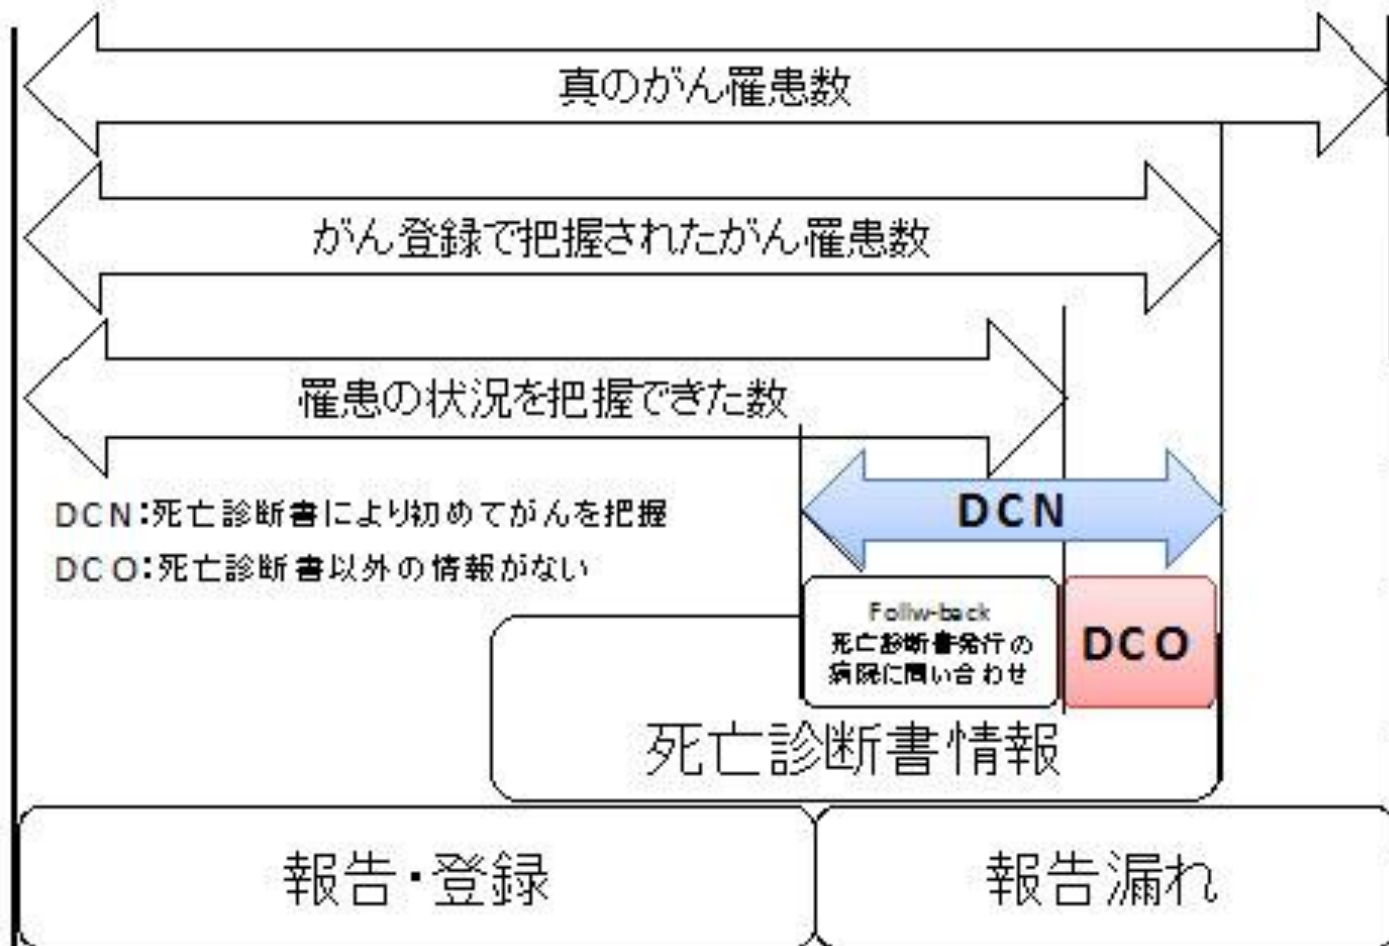 真のがん罹患数
がん登録で把握されたがん罹患数
罹患の状況を把握できた数
DCN:死亡診断書により初めてがんを把握
DCO:死亡診断書以外の情報がない
DCN
Follw-back
死亡診断書発行の
病院に問い合わせ
DCO
死亡診断書情報
報告・登録
報告漏れ